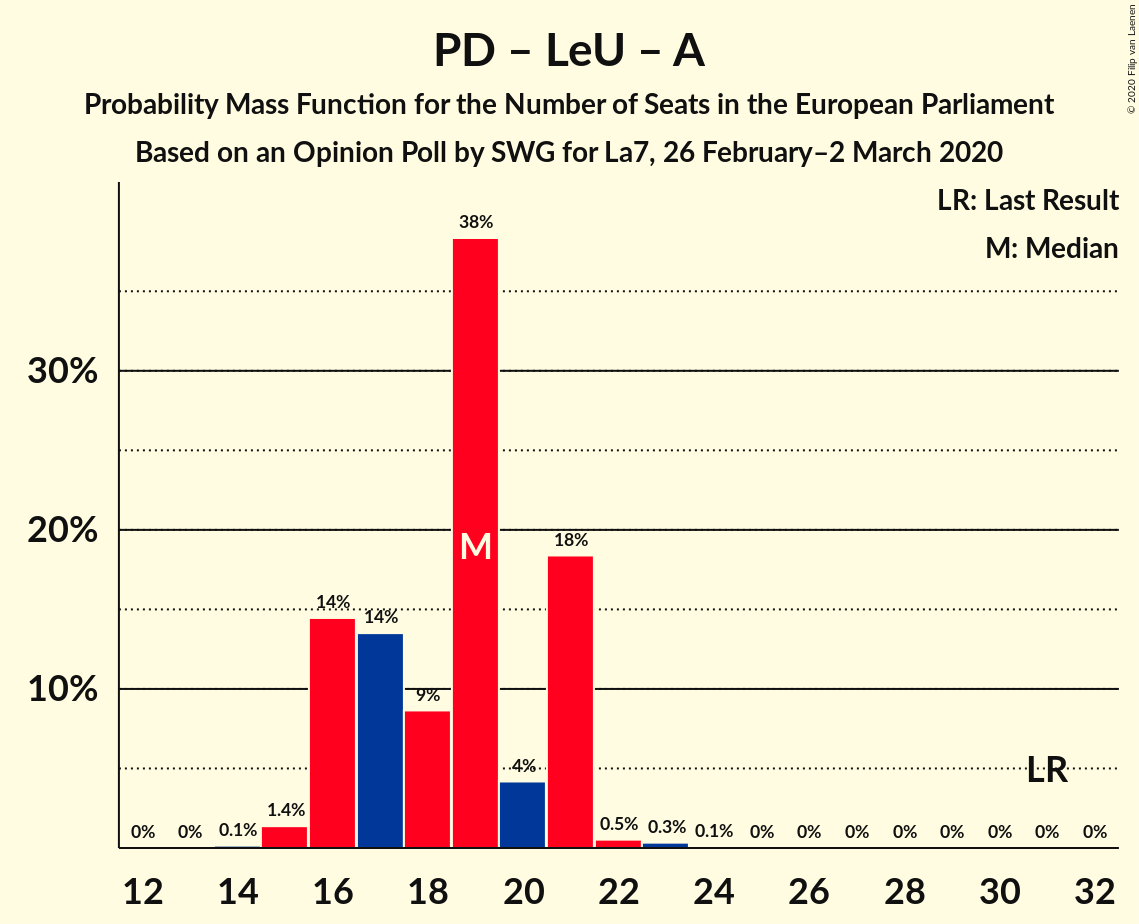 PD – LeU – A
Probability Mass Function for the Number of Seats in the European Parliament
Based on an Opinion Poll by SWG for La7, 26 February–2 March 2020
© 2020 Filip van Laenen
LR: Last Result
M: Median
38%
30%
20%
M
18%
14%
14%
10%
9%
4%
LR
1.4%
0%
0%
0.1%
0.5%
0.3%
0.1%
0%
0%
0%
0%
0%
0%
0%
0%
12 14 16 18 20 22 24 26 28 30 32